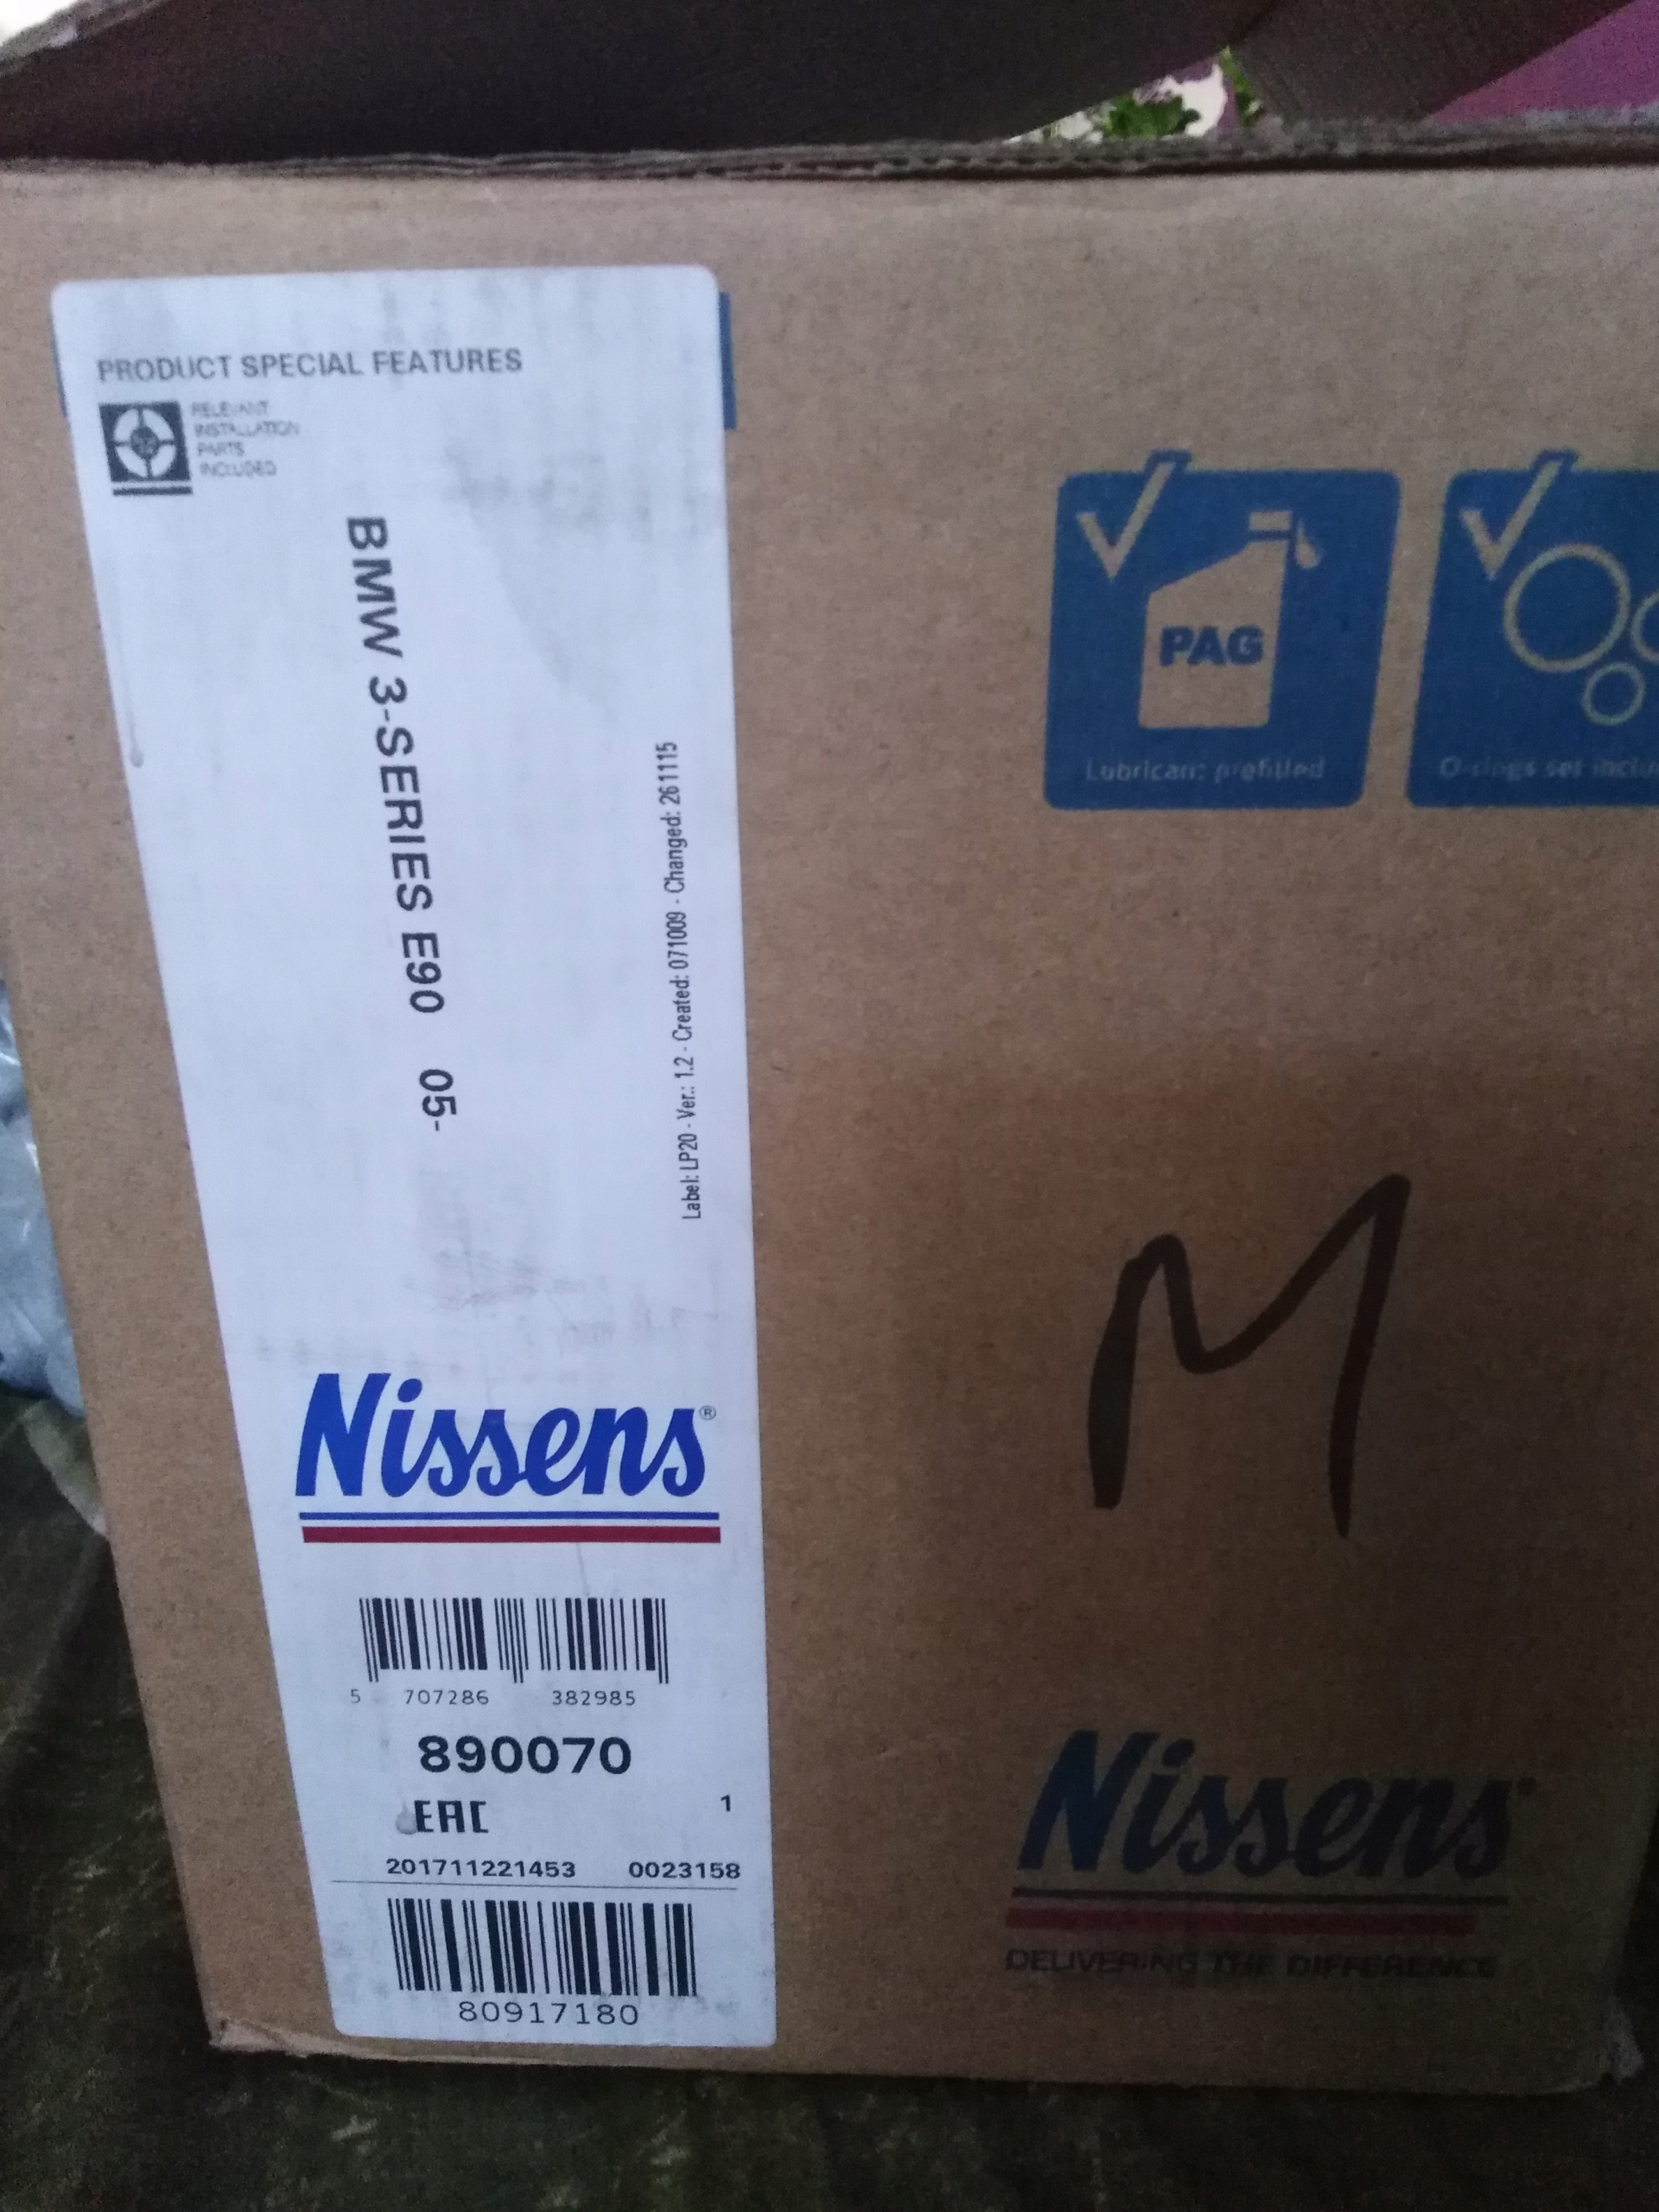 PRODUCT SPECIAL FEATURES
RELEVANT
INSTALLATION
PARTS
INCLUDED
BMW 3-SERIES E90 05-
Label: LP20 - Ver.: 1.2 - Created: 071009 - Changed: 261115
Nissens®
5 707286 382985
890070
EAC
1
201711221453 0023158
80917180
PAG
Lubricant prefilled
O-rings set
M
Nissens
DELIVERING THE DIFFERENCE